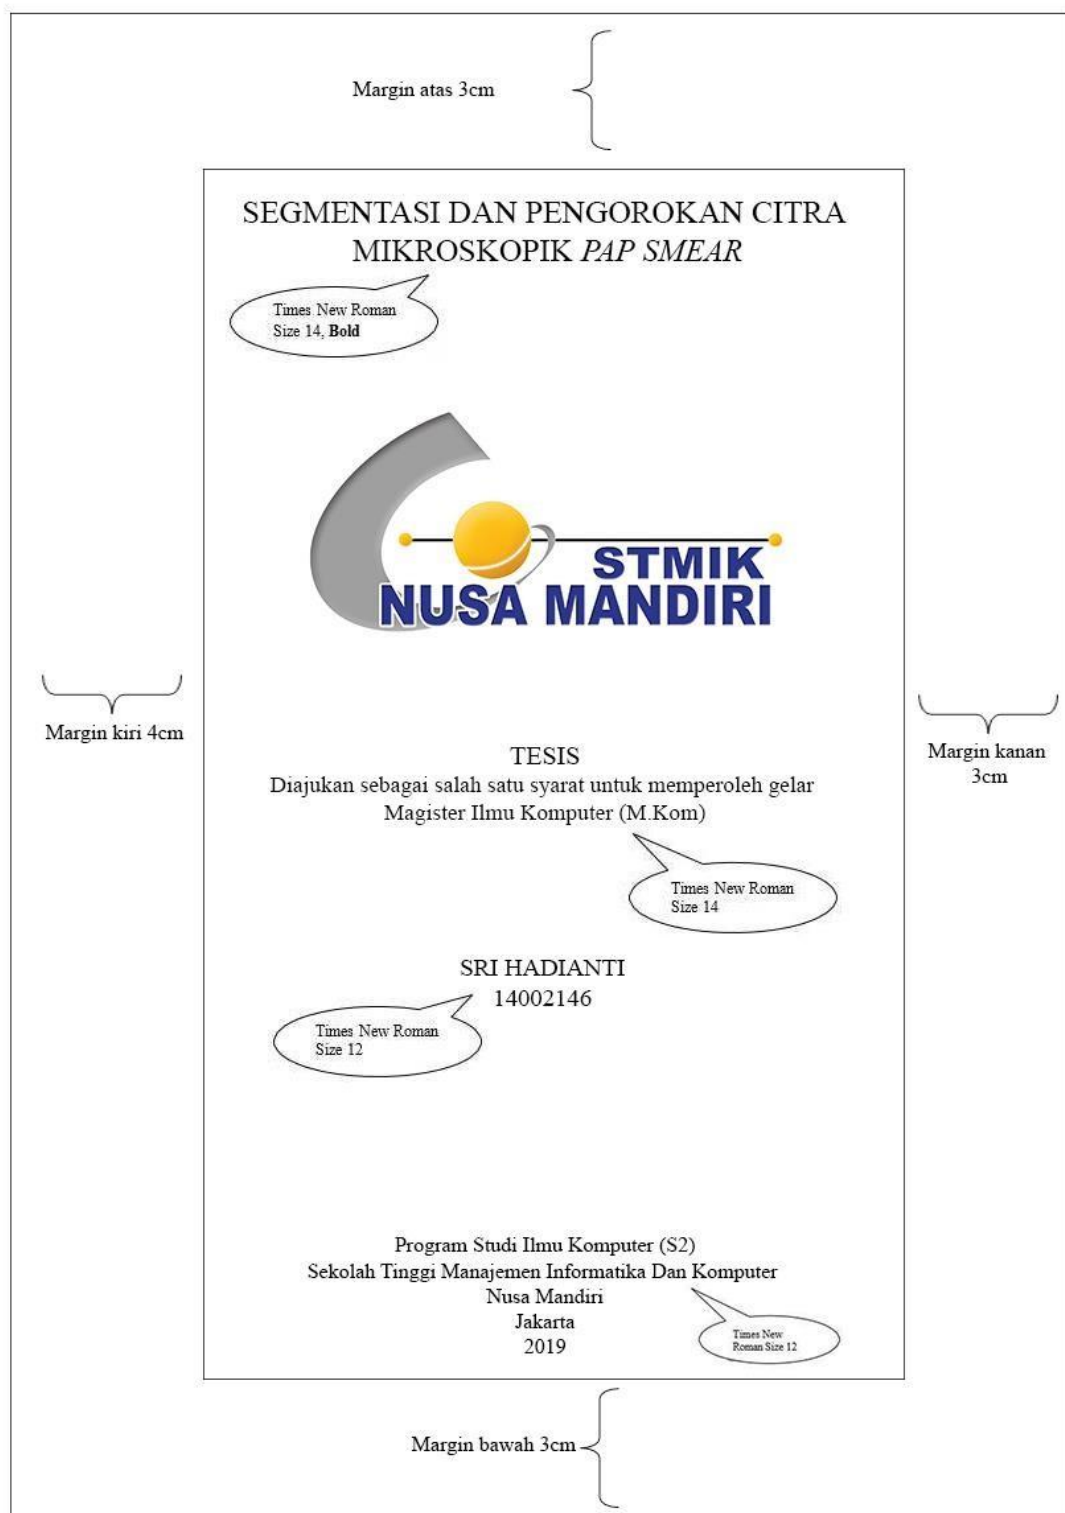 Margin atas 3cm
SEGMENTASI DAN PENGOROKAN CITRA
MIKROSKOPIK PAP SMEAR
Times New Roman
Size 14, Bold
STMIK
NUSA MANDIRI
Margin kiri 4cm
Margin kanan
3cm
TESIS
Diajukan sebagai salah satu syarat untuk memperoleh gelar
Magister Ilmu Komputer (M.Kom)
Times New Roman
Size 14
SRI HADIANTI
14002146
Times New Roman
Size 12
Program Studi Ilmu Komputer (S2)
Sekolah Tinggi Manajemen Informatika Dan Komputer
Nusa Mandiri
Jakarta
2019
Times New
Roman Size 12
Margin bawah 3cm